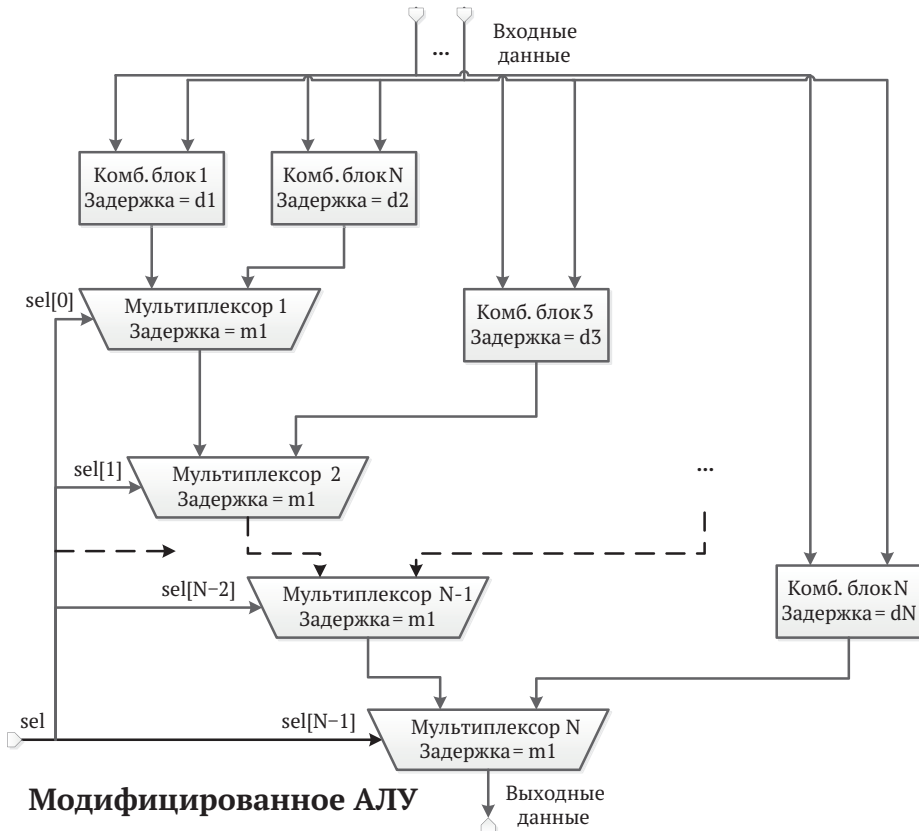 Входные
...
данные
Комб. блок 1
Задержка = d1
Комб. блок N
Задержка = d2
sel[0]
Мультиплексор 1
Задержка = m1
Комб. блок 3
Задержка = d3
sel[1]
Мультиплексор 2
Задержка = m1
...
sel[N−2]
Мультиплексор N-1
Задержка = m1
Комб. блок N
Задержка = dN
sel
sel[N−1]
Мультиплексор N
Задержка = m1
Модифицированное АЛУ
Выходные
данные